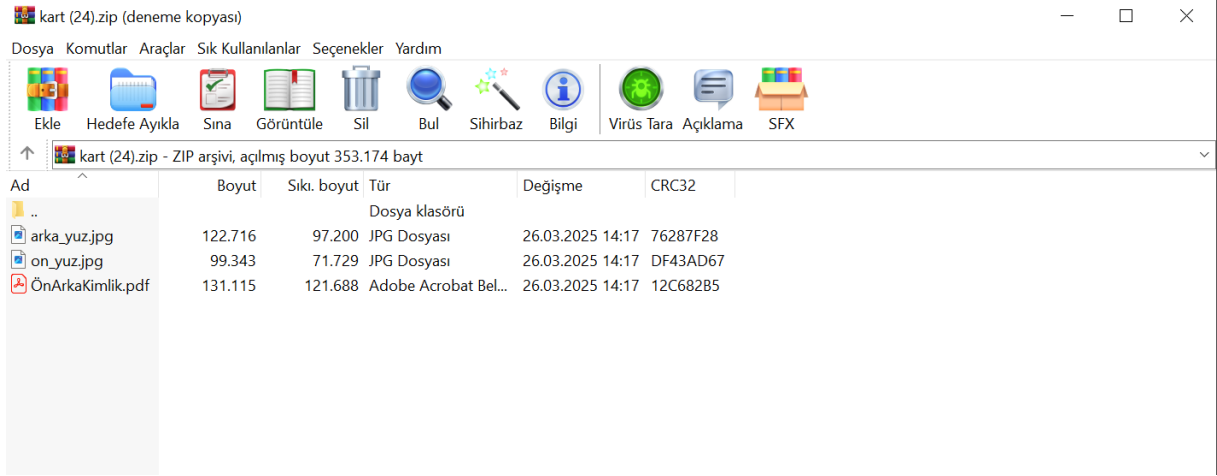 kart (24).zip (deneme kopyası)
Dosya Komutlar Araçlar Sık Kullanılanlar Seçenekler Yardım
Ekle Hedefe Ayıkla Sına Görüntüle Sil Bul Sihirbaz Bilgi Virüs Tara Açıklama SFX
kart (24).zip - ZIP arşivi, açılmış boyut 353.174 bayt
Ad Boyut Sıkı. boyut Tür Değişme CRC32
.. Dosya klasörü
arka_yuz.jpg 122.716 97.200 JPG Dosyası 26.03.2025 14:17 76287F28
on_yuz.jpg 99.343 71.729 JPG Dosyası 26.03.2025 14:17 DF43AD67
ÖnArkaKimlik.pdf 131.115 121.688 Adobe Acrobat Bel... 26.03.2025 14:17 12C682B5